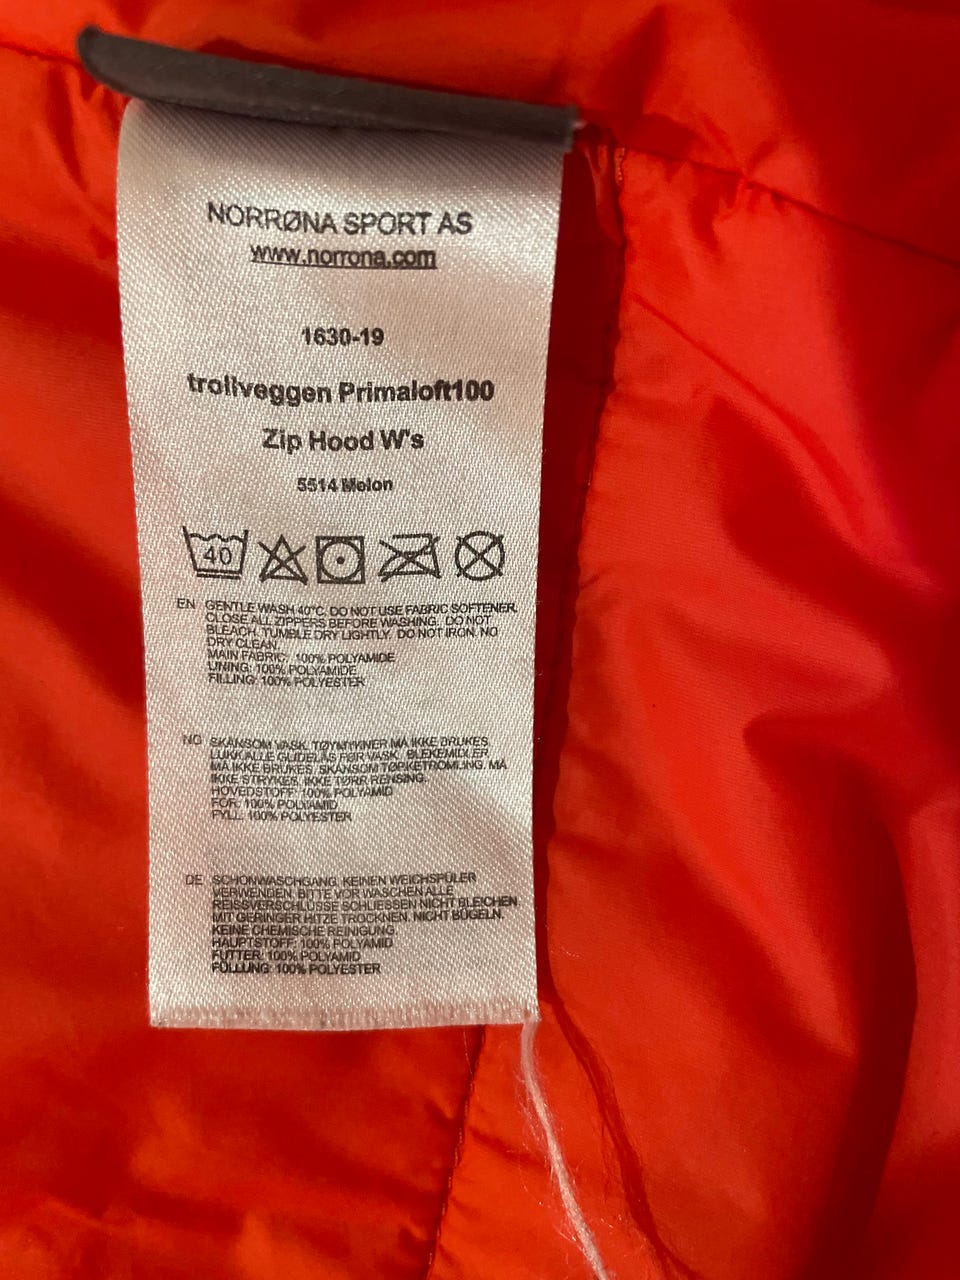 NORRØNA SPORT AS
www.norrona.com
1630-19
trollveggen Primaloft100
Zip Hood W's
5514 Melon
40
EN GENTLE WASH 40°C. DO NOT USE FABRIC SOFTENER.
CLOSE ALL ZIPPERS BEFORE WASHING. DO NOT
BLEACH. TUMBLE DRY LIGHTLY. DO NOT IRON. NO
DRY CLEAN.
MAIN FABRIC: 100% POLYAMIDE
LINING: 100% POLYAMIDE
FILLING: 100% POLYESTER
NO SKÅNSOM VASK. TØYMYKNER MÅ IKKE BRUKES.
LUKK ALLE GLIDELÅS FØR VASK. BLEKEMIDLER
MÅ IKKE BRUKES. SKÅNSOM TØRKETROMLING. MÅ
IKKE STRYKES. IKKE TØRR RENSING.
HOVEDSTOFF: 100% POLYAMID
FOR: 100% POLYAMID
FYLL: 100% POLYESTER
DE SCHONWASCHGANG. KEINEN WEICHSPÜLER
VERWENDEN. BITTE VOR WASCHEN ALLE
REISSVERSCHLÜSSE SCHLIESSEN NICHT BLEICHEN.
MIT GERINGER HITZE TROCKNEN. NICHT BÜGELN.
KEINE CHEMISCHE REINIGUNG.
HAUPTSTOFF: 100% POLYAMID
FUTTER: 100% POLYAMID
FÜLLUNG: 100% POLYESTER